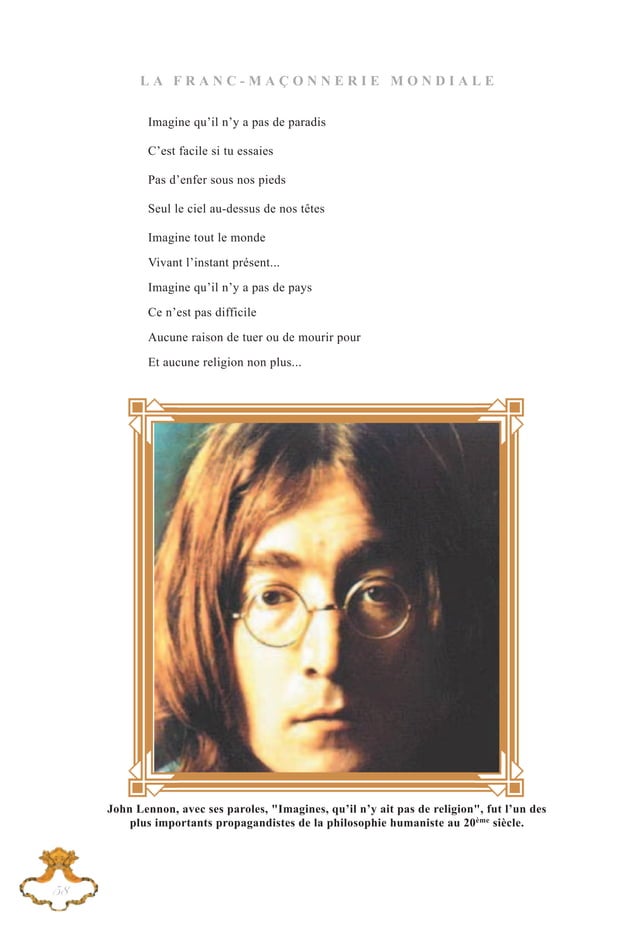 LA FRANC-MAÇONNERIE MONDIALE
Imagine qu’il n’y a pas de paradis
C’est facile si tu essaies
Pas d’enfer sous nos pieds
Seul le ciel au-dessus de nos têtes
Imagine tout le monde
Vivant l’instant présent...
Imagine qu’il n’y a pas de pays
Ce n’est pas difficile
Aucune raison de tuer ou de mourir pour
Et aucune religion non plus...
John Lennon, avec ses paroles, "Imagines, qu’il n’y ait pas de religion", fut l’un des
plus importants propagandistes de la philosophie humaniste au 20ème siècle.
58